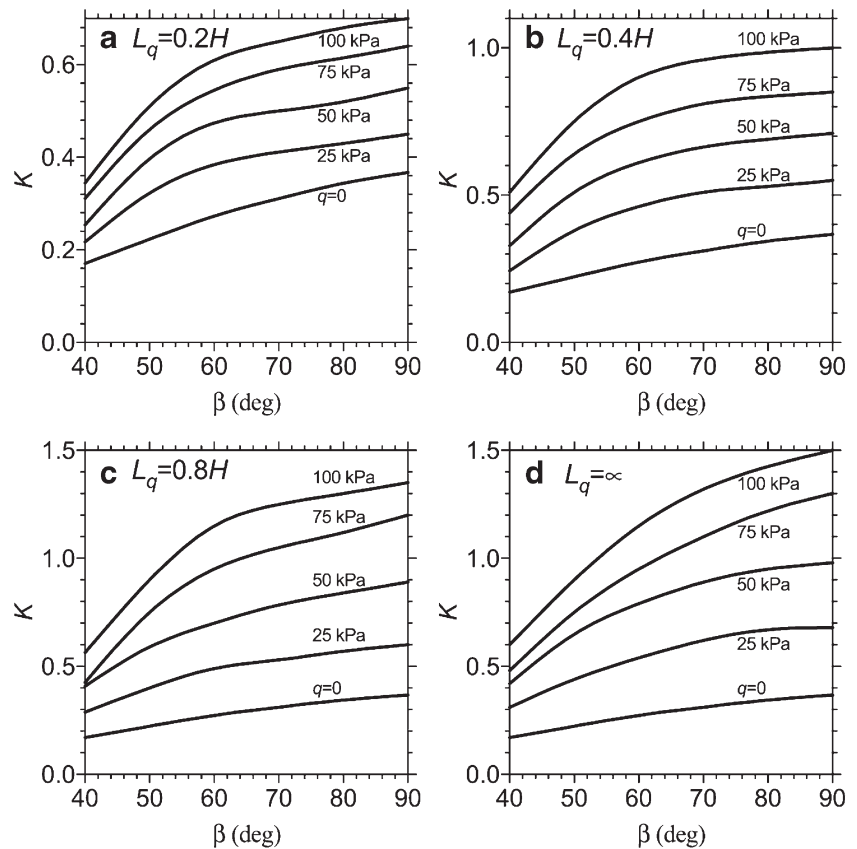 a L_q=0.2H
100 kPa
75 kPa
50 kPa
25 kPa
q=0
0.6
0.4
0.2
0.0
K
40 50 60 70 80 90
β (deg)
b L_q=0.4H
100 kPa
75 kPa
50 kPa
25 kPa
q=0
1.0
0.5
0.0
K
40 50 60 70 80 90
β (deg)
c L_q=0.8H
100 kPa
75 kPa
50 kPa
25 kPa
q=0
1.5
1.0
0.5
0.0
K
40 50 60 70 80 90
β (deg)
d L_q=∝
100 kPa
75 kPa
50 kPa
25 kPa
q=0
1.5
1.0
0.5
0.0
K
40 50 60 70 80 90
β (deg)